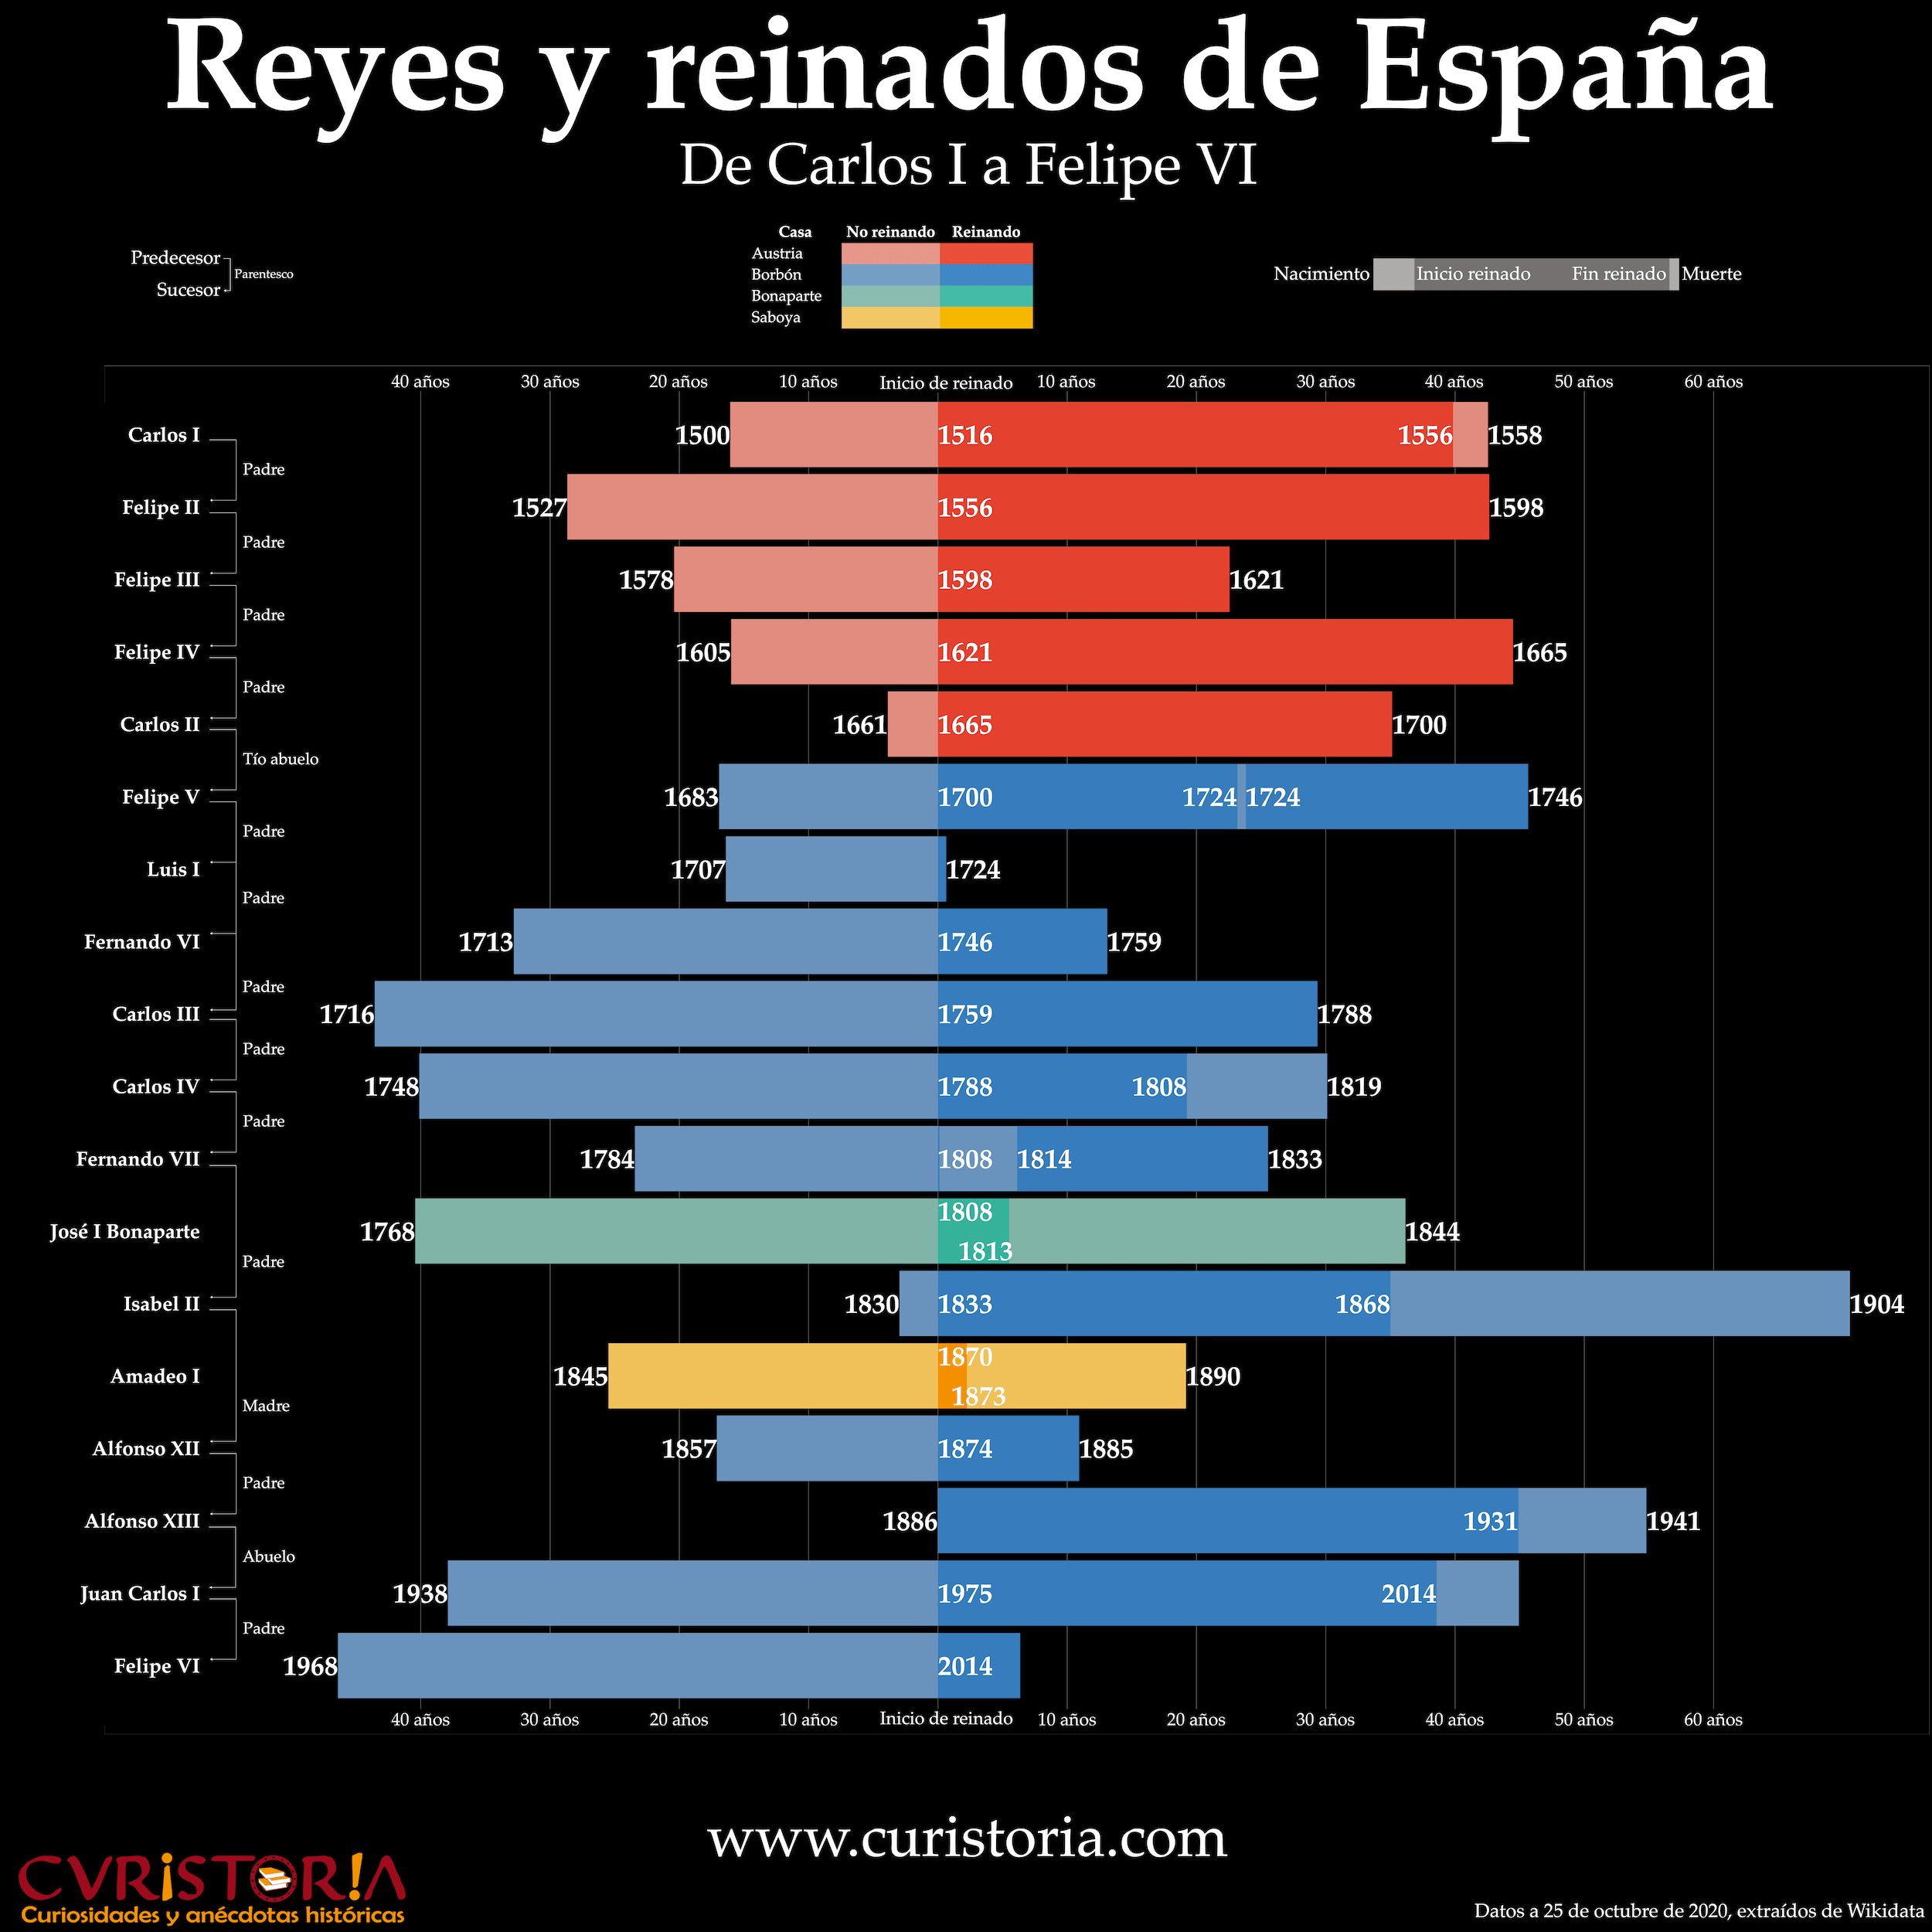 Reyes y reinados de España
De Carlos I a Felipe VI
Predecesor
Parentesco
Sucesor
Casa No reinando Reinando
Austria
Borbón
Bonaparte
Saboya
Nacimiento Inicio reinado Fin reinado Muerte
40 años 30 años 20 años 10 años Inicio de reinado 10 años 20 años 30 años 40 años 50 años 60 años
Carlos I 1500 1516 1556 1558
Padre
Felipe II 1527 1556 1598
Padre
Felipe III 1578 1598 1621
Padre
Felipe IV 1605 1621 1665
Padre
Carlos II 1661 1665 1700
Tío abuelo
Felipe V 1683 1700 1724 1724 1746
Padre
Luis I 1707 1724
Padre
Fernando VI 1713 1746 1759
Padre
Carlos III 1716 1759 1788
Padre
Carlos IV 1748 1788 1808 1819
Padre
Fernando VII 1784 1808 1814 1833
José I Bonaparte 1768 1808 1813 1844
Padre
Isabel II 1830 1833 1868 1904
Amadeo I 1845 1870 1873 1890
Madre
Alfonso XII 1857 1874 1885
Padre
Alfonso XIII 1886 1931 1941
Abuelo
Juan Carlos I 1938 1975 2014
Padre
Felipe VI 1968 2014
40 años 30 años 20 años 10 años Inicio de reinado 10 años 20 años 30 años 40 años 50 años 60 años
www.curistoria.com
CVRiSTOR!A
Curiosidades y anécdotas históricas
Datos a 25 de octubre de 2020, extraídos de Wikidata